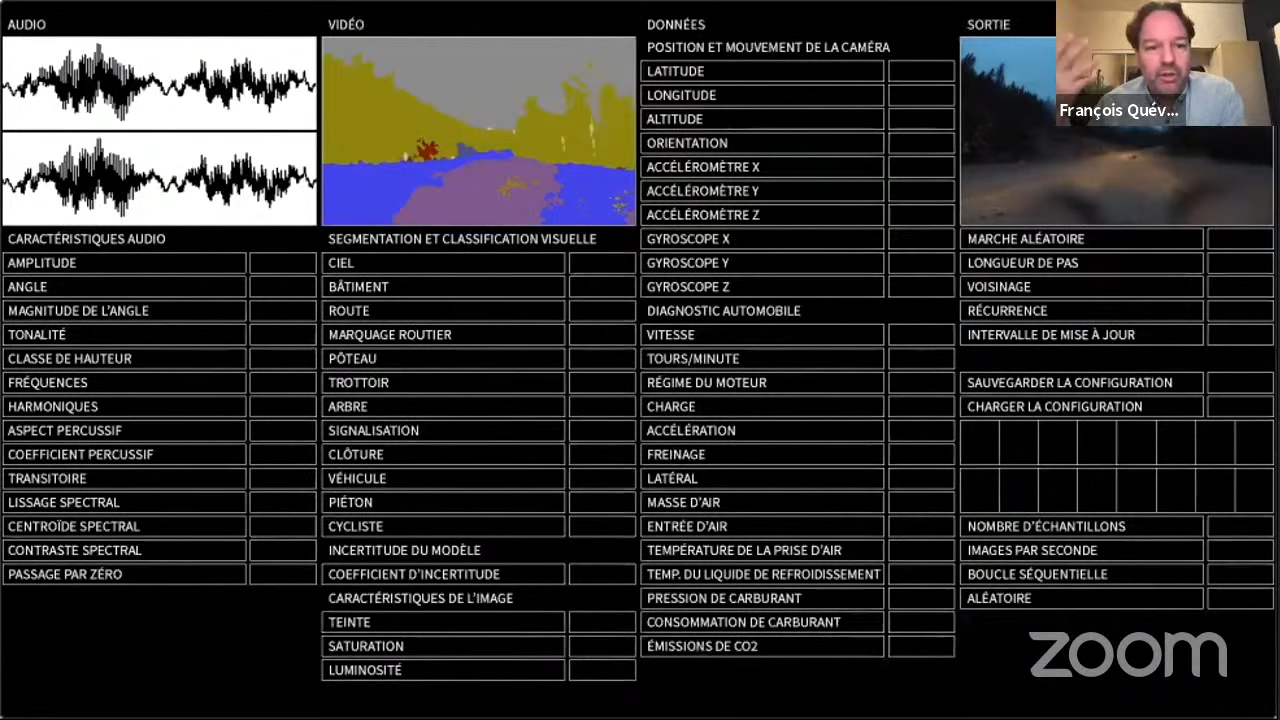 AUDIO
CARACTÉRISTIQUES AUDIO
AMPLITUDE
ANGLE
MAGNITUDE DE L'ANGLE
TONALITÉ
CLASSE DE HAUTEUR
FRÉQUENCES
HARMONIQUES
ASPECT PERCUSSIF
COEFFICIENT PERCUSSIF
TRANSITOIRE
LISSAGE SPECTRAL
CENTROÏDE SPECTRAL
CONTRASTE SPECTRAL
PASSAGE PAR ZÉRO
VIDÉO
SEGMENTATION ET CLASSIFICATION VISUELLE
CIEL
BÂTIMENT
ROUTE
MARQUAGE ROUTIER
PÔTEAU
TROTTOIR
ARBRE
SIGNALISATION
CLÔTURE
VÉHICULE
PIÉTON
CYCLISTE
INCERTITUDE DU MODÈLE
COEFFICIENT D'INCERTITUDE
CARACTÉRISTIQUES DE L'IMAGE
TEINTE
SATURATION
LUMINOSITÉ
DONNÉES
POSITION ET MOUVEMENT DE LA CAMÉRA
LATITUDE
LONGITUDE
ALTITUDE
ORIENTATION
ACCÉLÉROMÈTRE X
ACCÉLÉROMÈTRE Y
ACCÉLÉROMÈTRE Z
GYROSCOPE X
GYROSCOPE Y
GYROSCOPE Z
DIAGNOSTIC AUTOMOBILE
VITESSE
TOURS/MINUTE
RÉGIME DU MOTEUR
CHARGE
ACCÉLÉRATION
FREINAGE
LATÉRAL
MASSE D'AIR
ENTRÉE D'AIR
TEMPÉRATURE DE LA PRISE D'AIR
TEMP. DU LIQUIDE DE REFROIDISSEMENT
PRESSION DE CARBURANT
CONSOMMATION DE CARBURANT
ÉMISSIONS DE CO2
SORTIE
François Quév...
MARCHE ALÉATOIRE
LONGUEUR DE PAS
VOISINAGE
RÉCURRENCE
INTERVALLE DE MISE À JOUR
SAUVEGARDER LA CONFIGURATION
CHARGER LA CONFIGURATION
NOMBRE D'ÉCHANTILLONS
IMAGES PAR SECONDE
BOUCLE SÉQUENTIELLE
ALÉATOIRE
zoom